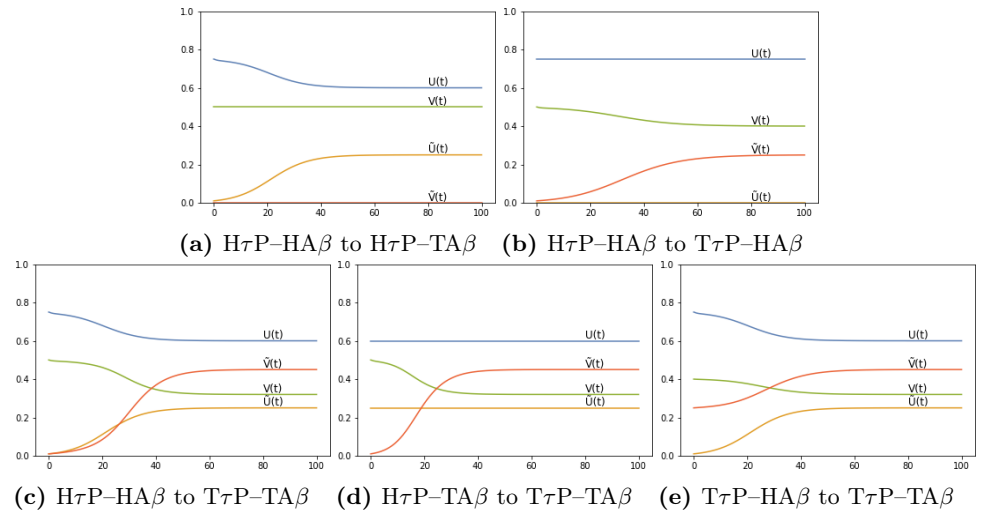 1.0
0.8
0.6
0.4
0.2
0.0
0 20 40 60 80 100
U(t)
V(t)
Ũ(t)
Ṽ(t)
(a) HτP–HAβ to HτP–TAβ
1.0
0.8
0.6
0.4
0.2
0.0
0 20 40 60 80 100
U(t)
V(t)
Ṽ(t)
Ũ(t)
(b) HτP–HAβ to TτP–HAβ
1.0
0.8
0.6
0.4
0.2
0.0
0 20 40 60 80 100
U(t)
Ṽ(t)
V(t)
Ũ(t)
(c) HτP–HAβ to TτP–TAβ
1.0
0.8
0.6
0.4
0.2
0.0
0 20 40 60 80 100
U(t)
Ṽ(t)
V(t)
Ũ(t)
(d) HτP–TAβ to TτP–TAβ
1.0
0.8
0.6
0.4
0.2
0.0
0 20 40 60 80 100
U(t)
Ṽ(t)
V(t)
Ũ(t)
(e) TτP–HAβ to TτP–TAβ